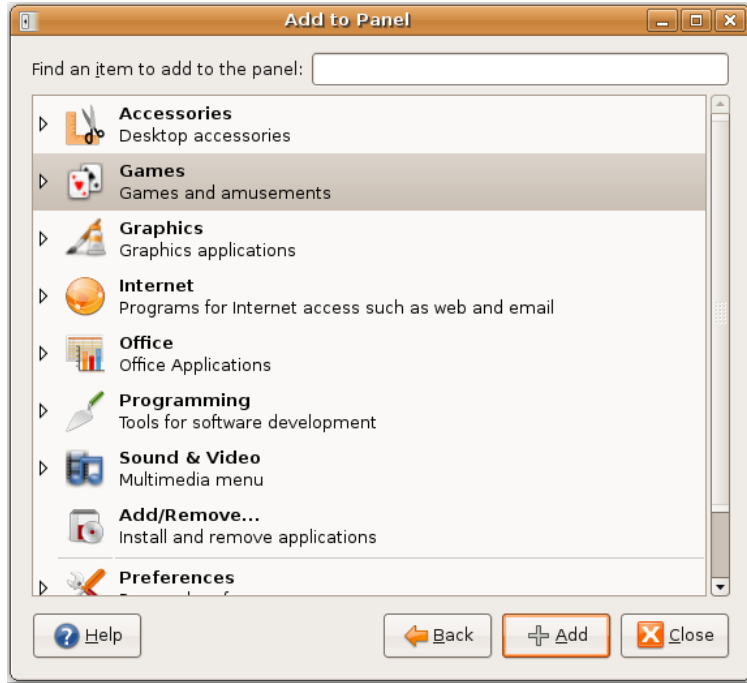 Add to Panel
Find an item to add to the panel:
Accessories
Desktop accessories
Games
Games and amusements
Graphics
Graphics applications
Internet
Programs for Internet access such as web and email
Office
Office Applications
Programming
Tools for software development
Sound & Video
Multimedia menu
Add/Remove...
Install and remove applications
Preferences
Help
Back
Add
Close